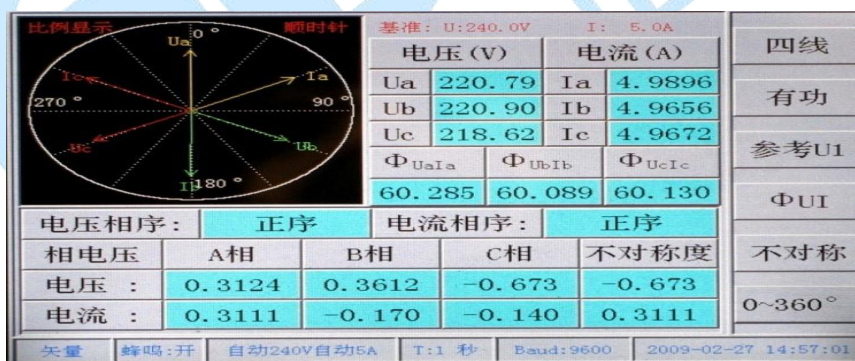 比例显示 顺时针
0°
Ua
Ic Ia
270° 90°
Uc Ub
Ib 180°
基准: U:240.0V I: 5.0A
电压(V) 电流(A)
Ua 220.79 Ia 4.9896
Ub 220.90 Ib 4.9656
Uc 218.62 Ic 4.9672
ΦUaIa ΦUbIb ΦUcIc
60.285 60.089 60.130
电压相序: 正序 电流相序: 正序
相电压 A相 B相 C相 不对称度
电压 : 0.3124 0.3612 -0.673 -0.673
电流 : 0.3111 -0.170 -0.140 0.3111
四线
有功
参考U1
ΦUI
不对称
0~360°
矢量 蜂鸣:开 自动240V自动5A T:1 秒 Baud:9600 2009-02-27 14:57:01